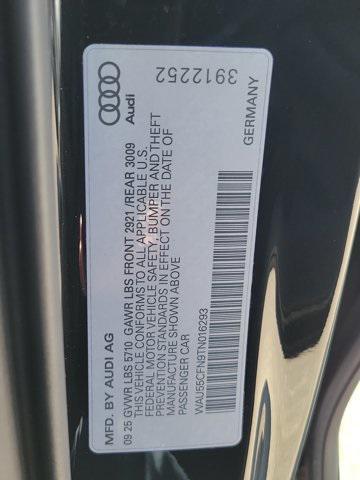 Audi
3912252
MFD. BY AUDI AG
GERMANY
09 25 GVWR LBS 5710 GAWR LBS FRONT 2921/REAR 3009
THIS VEHICLE CONFORMS TO ALL APPLICABLE U.S.
FEDERAL MOTOR VEHICLE SAFETY, BUMPER AND THEFT
PREVENTION STANDARDS IN EFFECT ON THE DATE OF
MANUFACTURE SHOWN ABOVE
PASSENGER CAR
WAU55CFN9TN016293